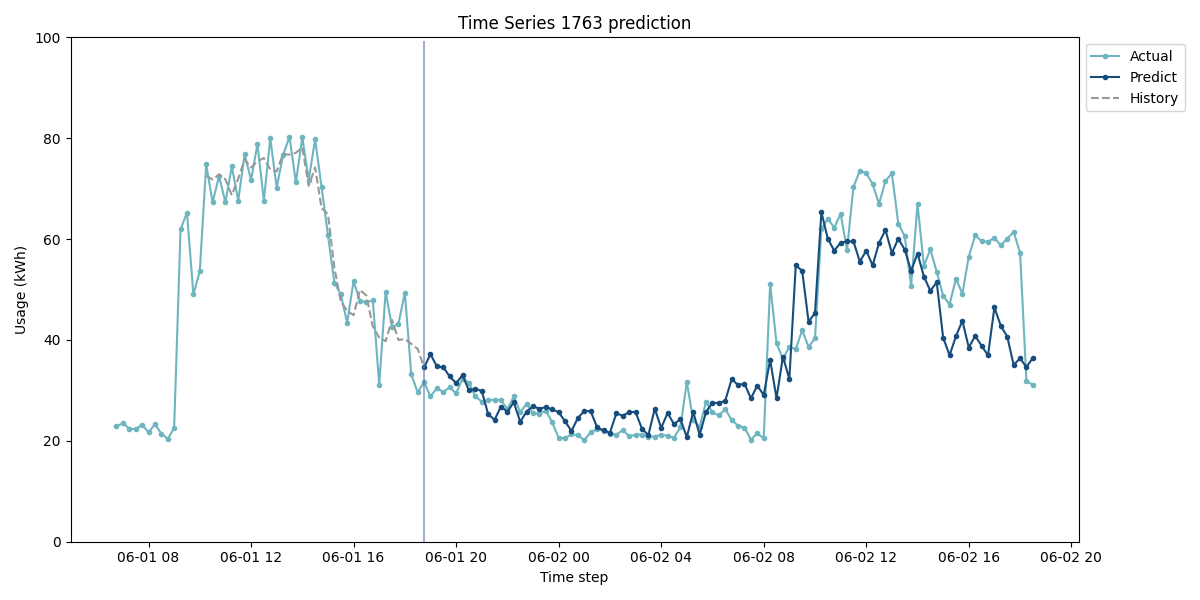 Time Series 1763 prediction
100
80
60
40
20
0
Usage (kWh)
06-01 08
06-01 12
06-01 16
06-01 20
06-02 00
06-02 04
06-02 08
06-02 12
06-02 16
06-02 20
Time step
Actual
Predict
History